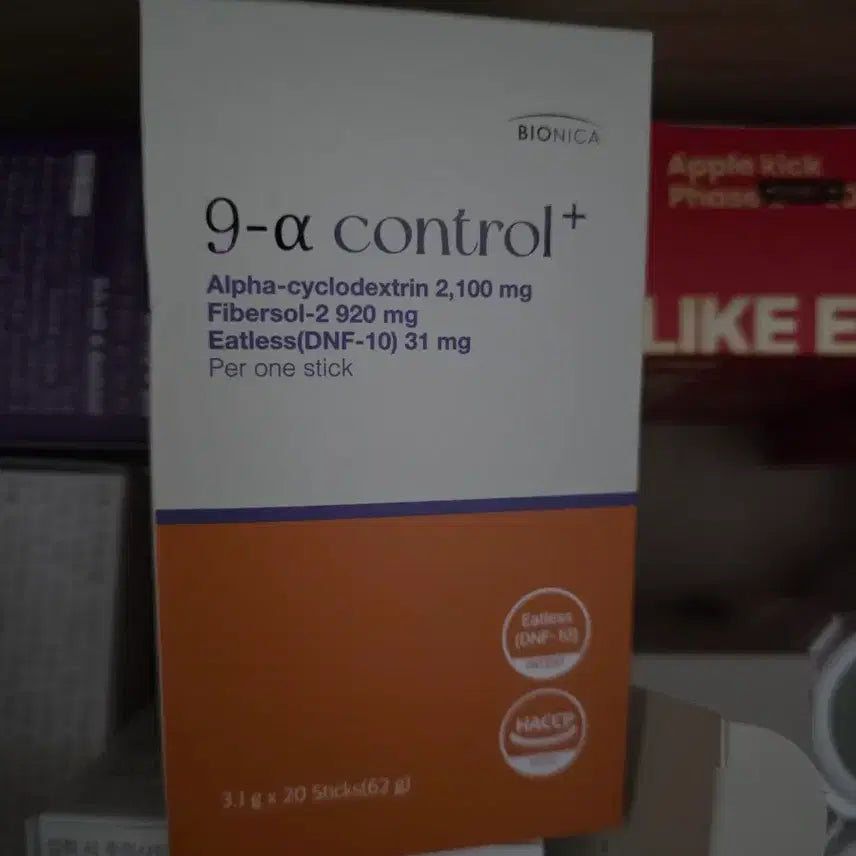 BIONICA
9-α control+
Alpha-cyclodextrin 2,100 mg
Fibersol-2 920 mg
Eatless(DNF-10) 31 mg
Per one stick
Eatless
(DNF-10)
HACCP
3.1 g x 20 Sticks(62 g)
Apple kick
Phase
LIKE E